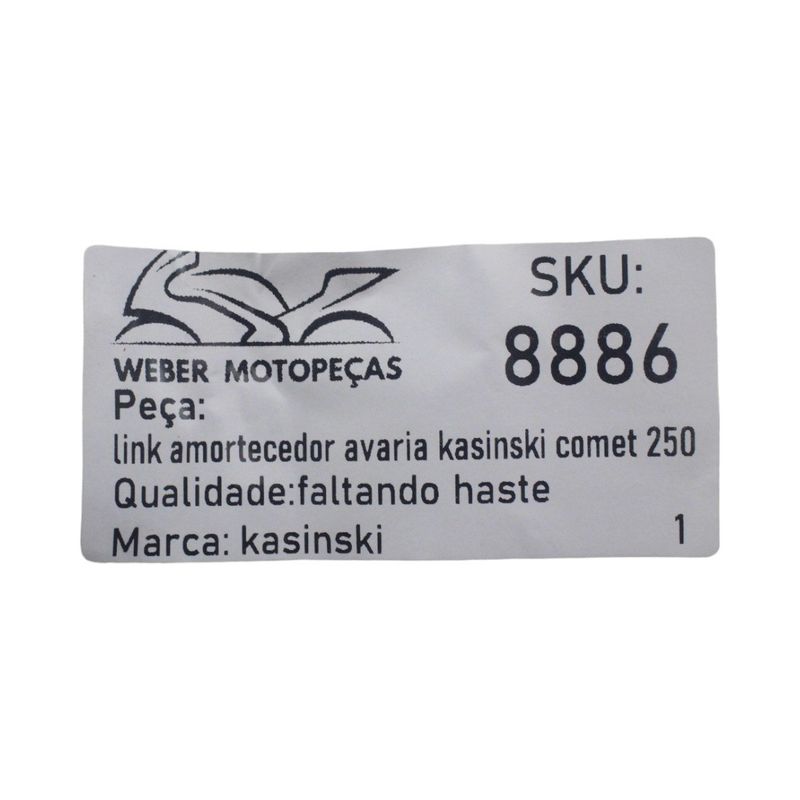 WEBER MOTOPEÇAS
SKU:
8886
Peça:
link amortecedor avaria kasinski comet 250
Qualidade:faltando haste
Marca: kasinski
1